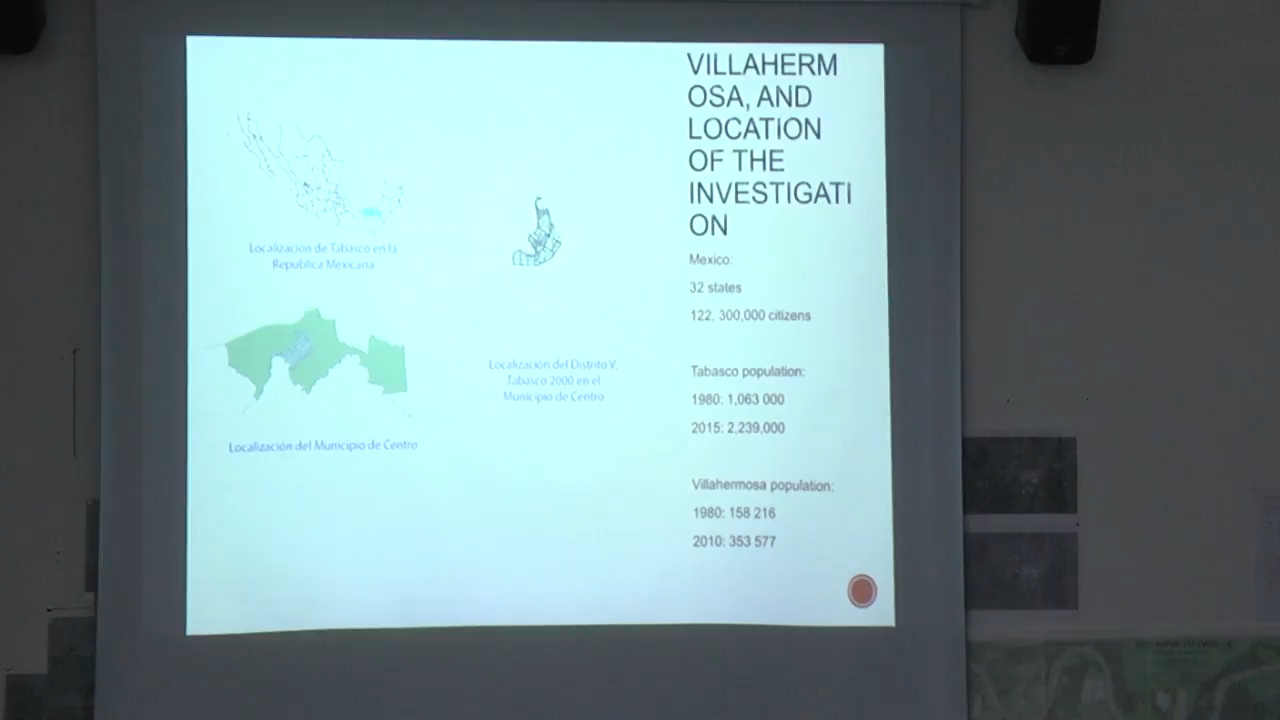 VILLAHERM
OSA, AND
LOCATION
OF THE
INVESTIGATI
ON
Mexico:
32 states
122, 300,000 citizens
Tabasco population:
1980: 1,063 000
2015: 2,239,000
Villahermosa population:
1980: 158 216
2010: 353 577
Localización de Tabasco en la
Republica Mexicana
Localización del Municipio de Centro
Localización del Distrito V,
Tabasco 2000 en el
Municipio de Centro